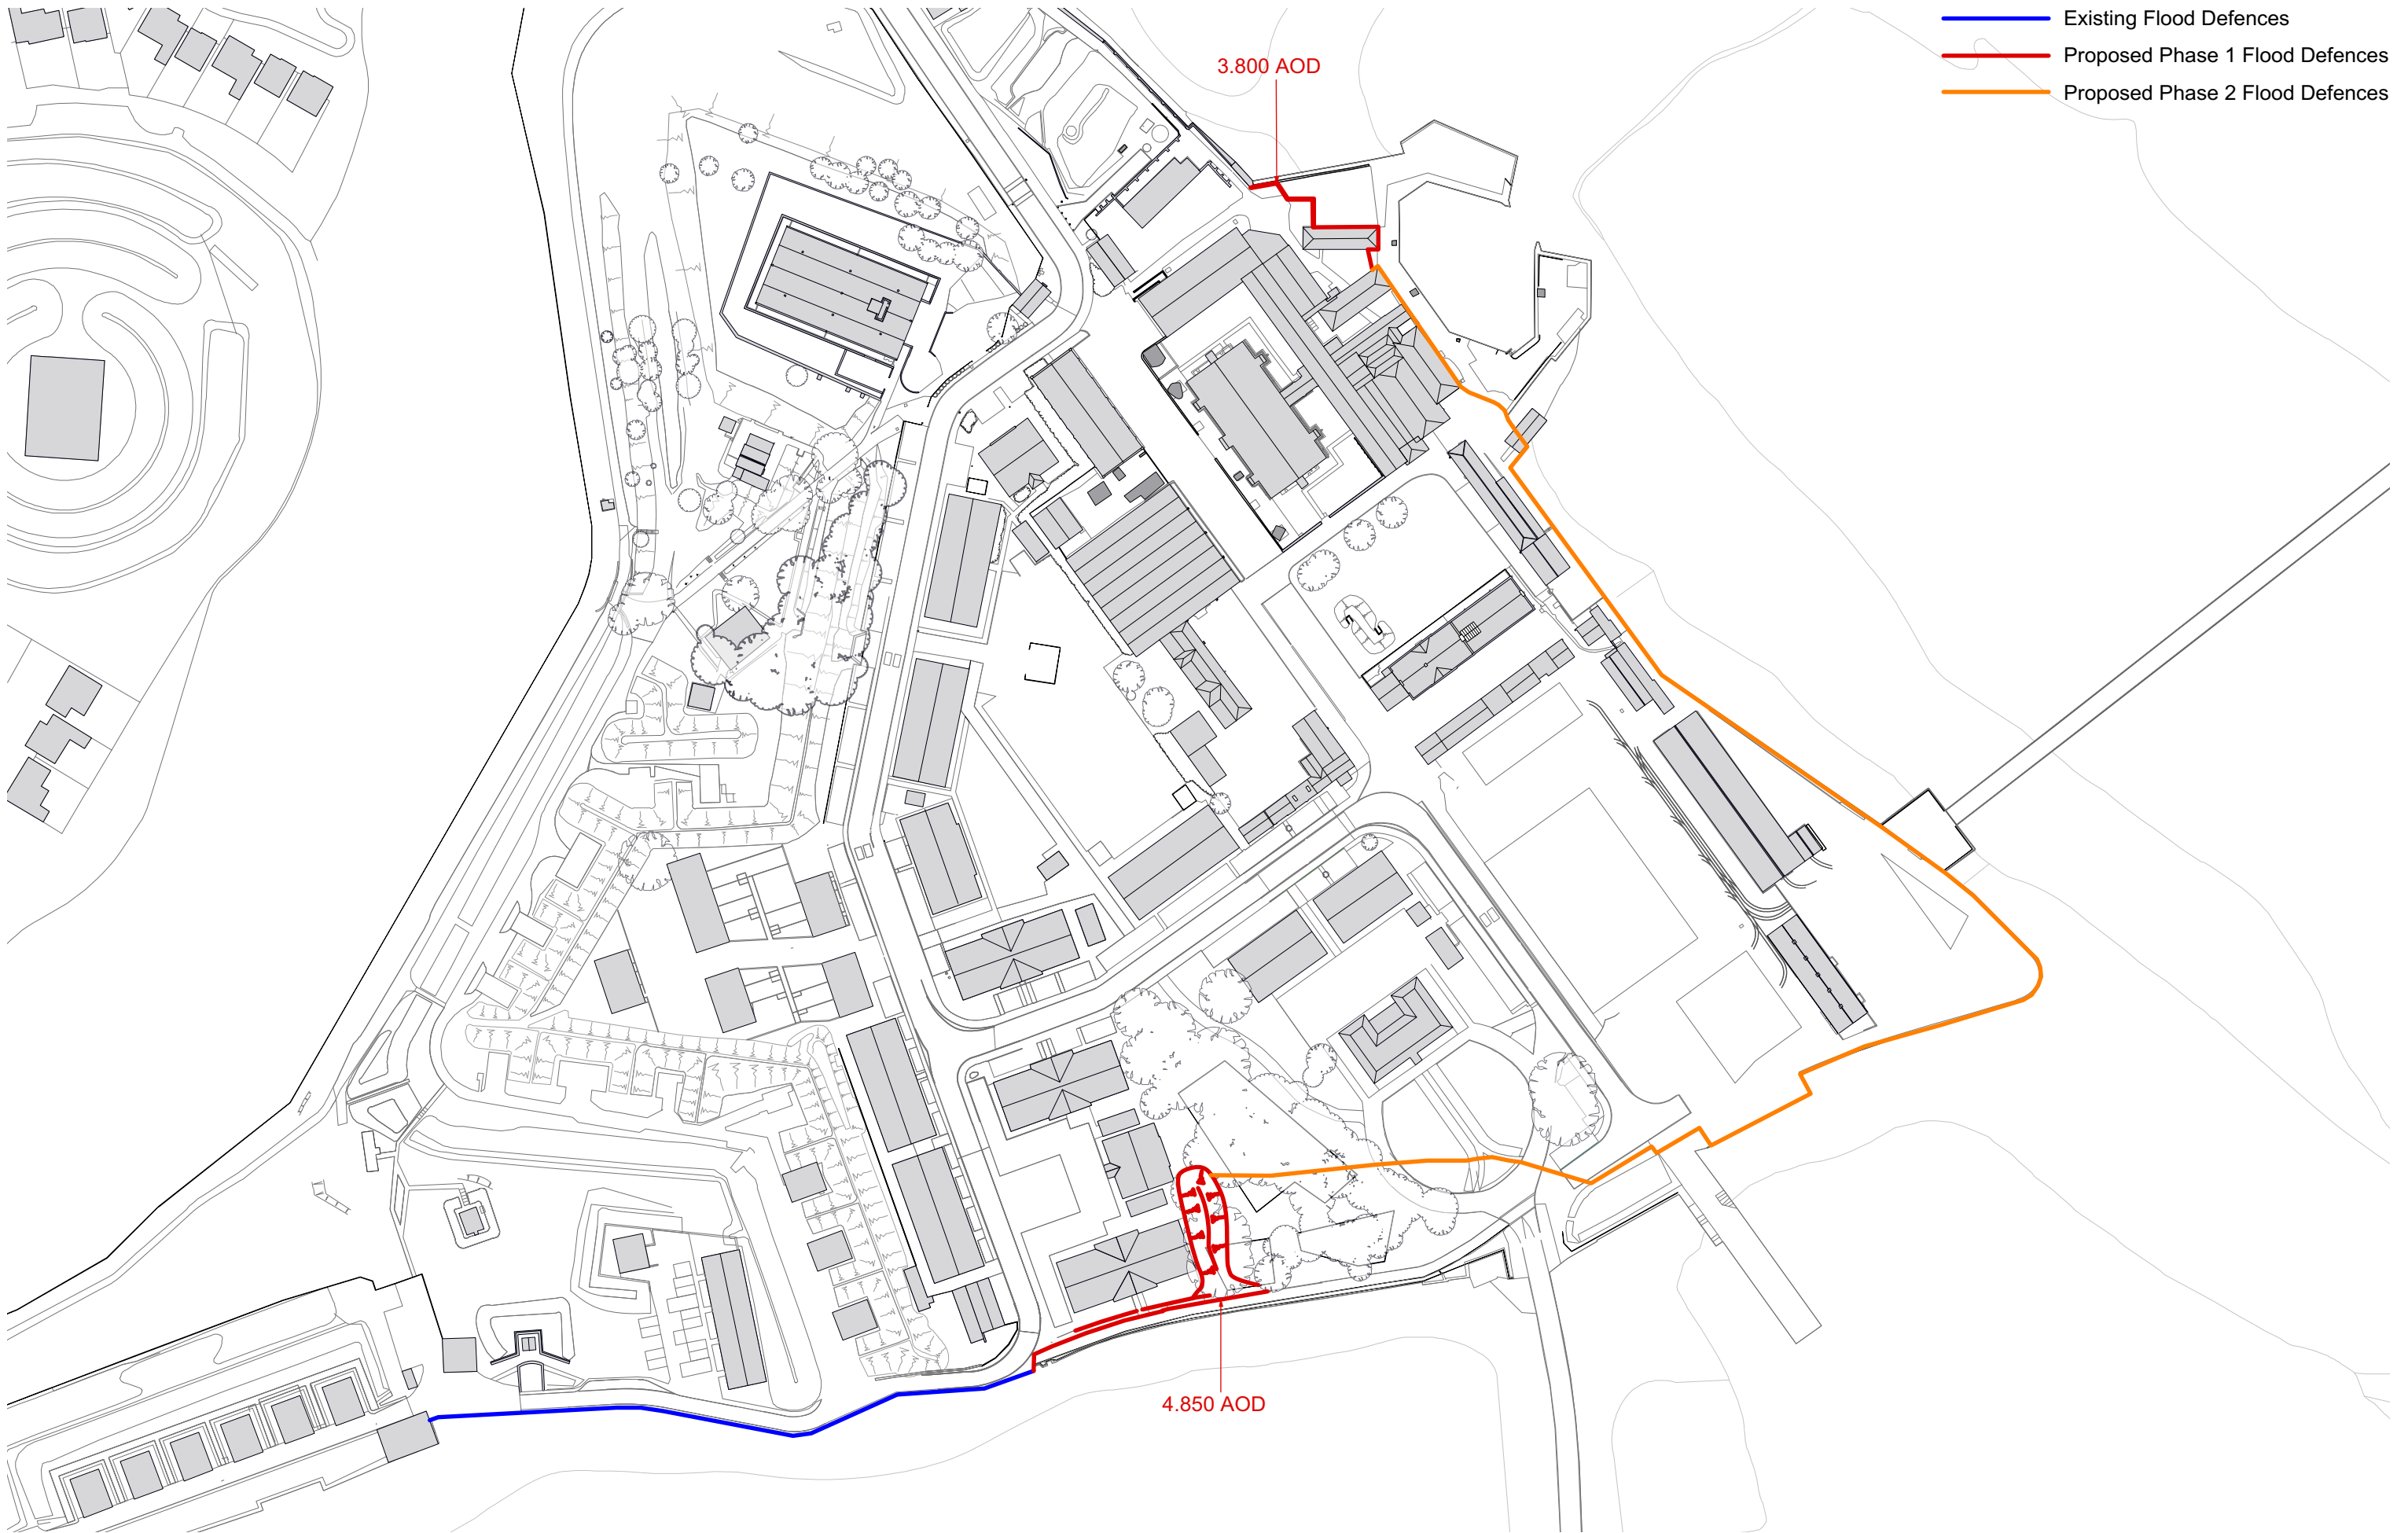 Existing Flood Defences
Proposed Phase 1 Flood Defences
Proposed Phase 2 Flood Defences
3.800 AOD
4.850 AOD